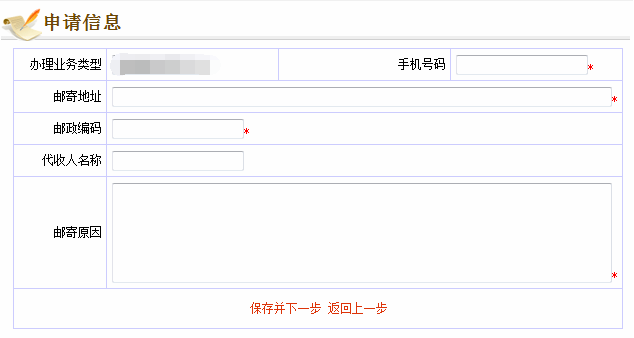 申请信息
办理业务类型 手机号码 *
邮寄地址 *
邮政编码 *
代收人名称
邮寄原因 *
保存并下一步 返回上一步